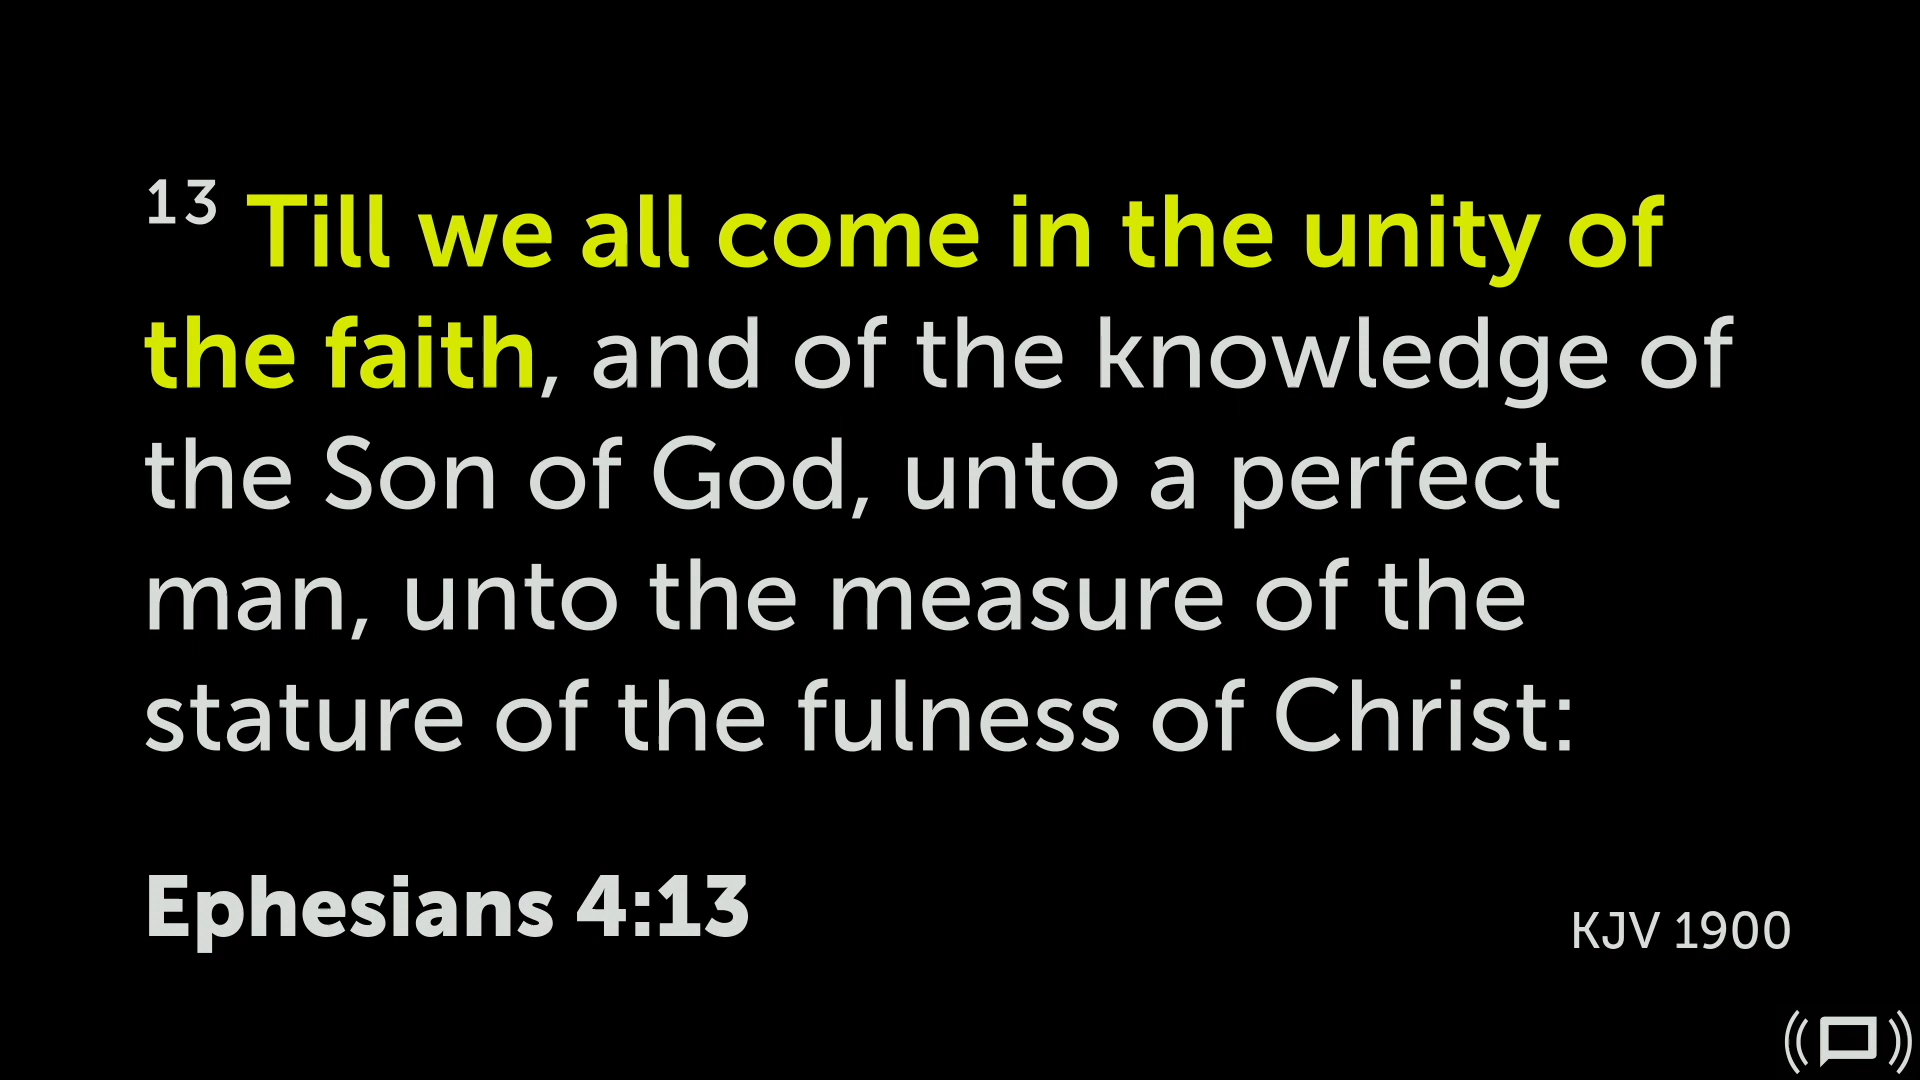 13 Till we all come in the unity of
the faith, and of the knowledge of
the Son of God, unto a perfect
man, unto the measure of the
stature of the fulness of Christ:
Ephesians 4:13
KJV 1900